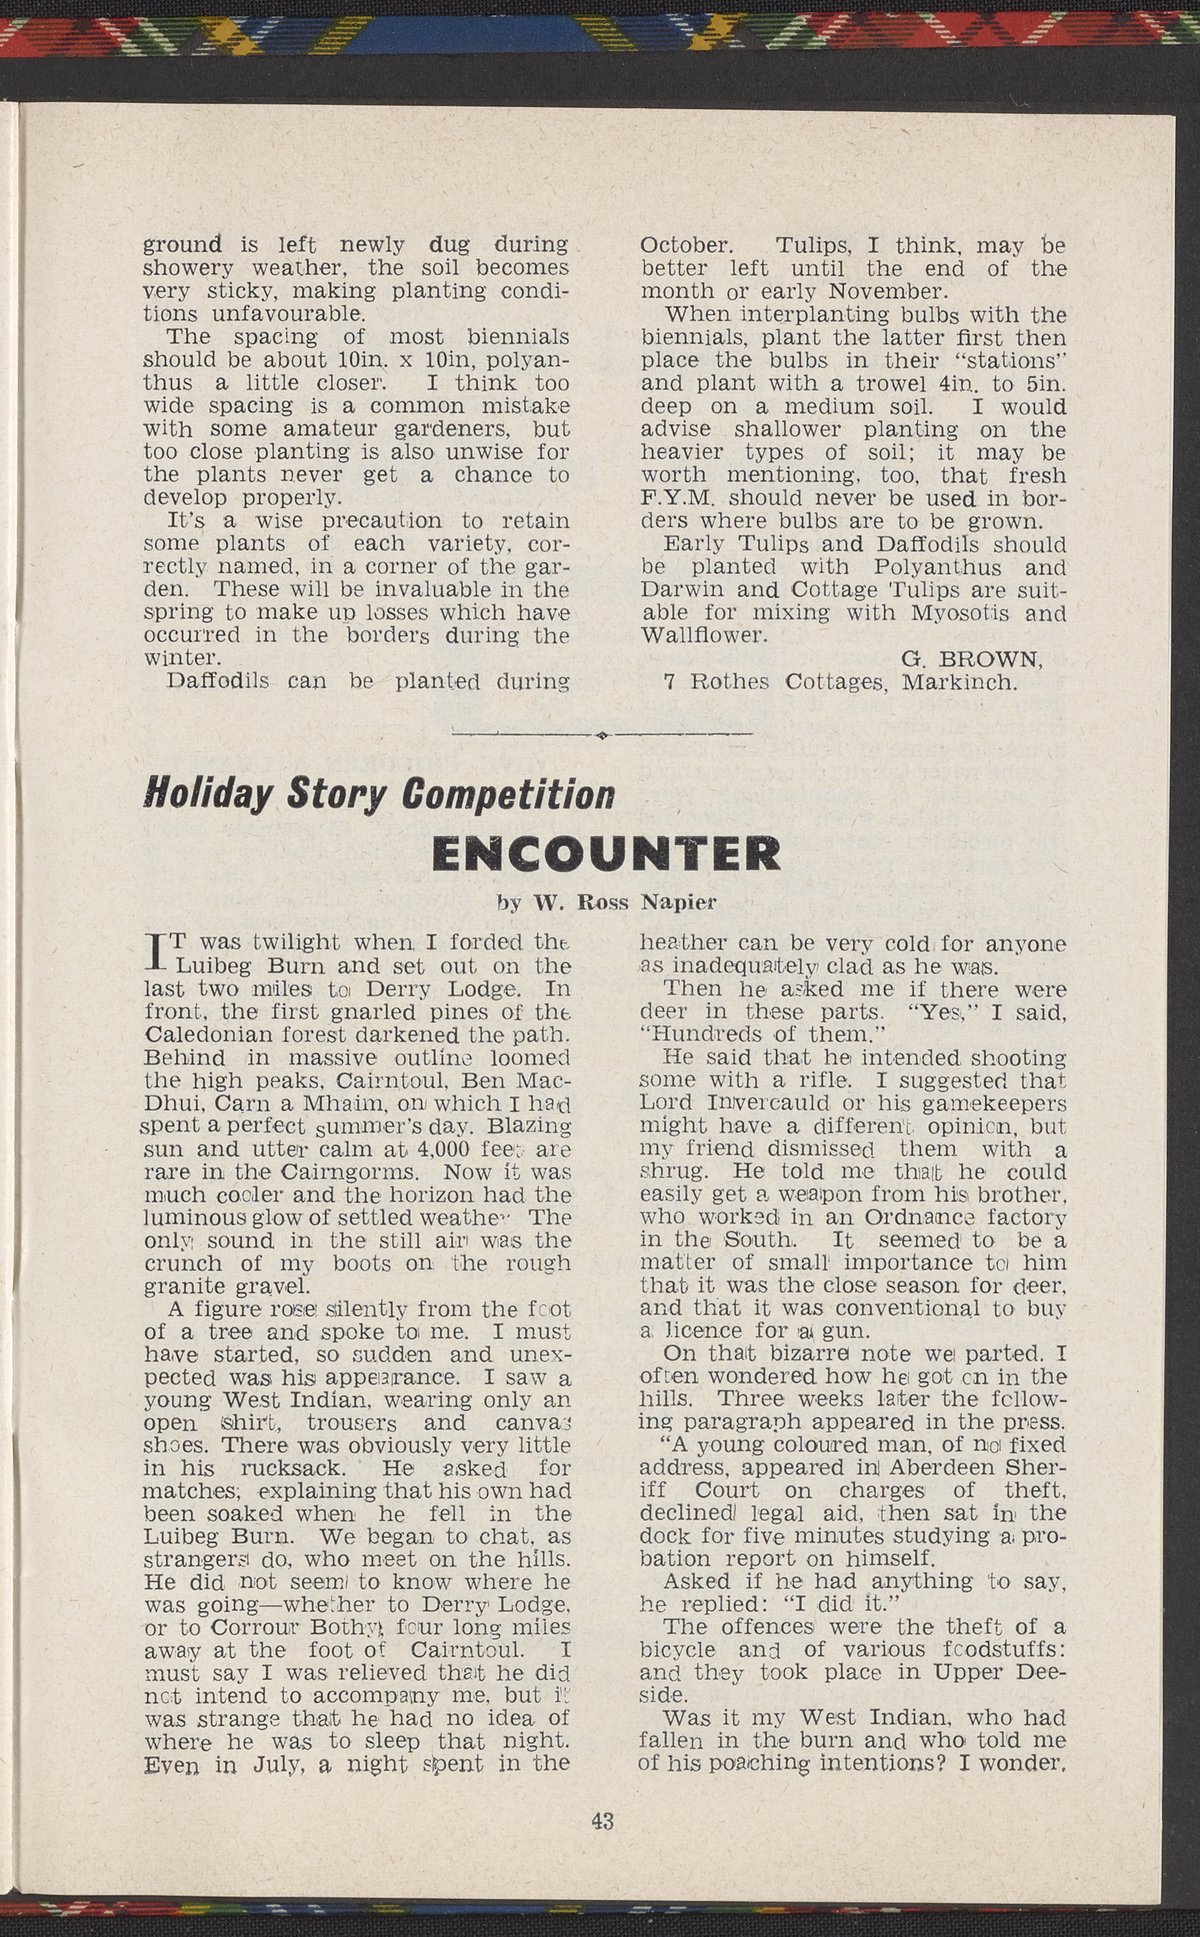 ground is left newly dug during
showery weather, the soil becomes
very sticky, making planting condi-
tions unfavourable.
The spacing of most biennials
should be about 10in. x 10in, polyan-
thus a little closer. I think too
wide spacing is a common mistake
with some amateur gardeners, but
too close planting is also unwise for
the plants never get a chance to
develop properly.
It's a wise precaution to retain
some plants of each variety, cor-
rectly named, in a corner of the gar-
den. These will be invaluable in the
spring to make up losses which have
occurred in the borders during the
winter.
Daffodils can be planted during
October. Tulips, I think, may be
better left until the end of the
month or early November.
When interplanting bulbs with the
biennials, plant the latter first then
place the bulbs in their “stations”
and plant with a trowel 4in. to 5in.
deep on a medium soil. I would
advise shallower planting on the
heavier types of soil; it may be
worth mentioning, too, that fresh
F.Y.M. should never be used in bor-
ders where bulbs are to be grown.
Early Tulips and Daffodils should
be planted with Polyanthus and
Darwin and Cottage Tulips are suit-
able for mixing with Myosotis and
Wallflower.
G. BROWN,
7 Rothes Cottages, Markinch.
Holiday Story Competition
ENCOUNTER
by W. Ross Napier
IT was twilight when I forded the
Luibeg Burn and set out on the
last two miles to Derry Lodge. In
front, the first gnarled pines of the
Caledonian forest darkened the path.
Behind in massive outline loomed
the high peaks, Cairntoul, Ben Mac-
Dhui, Carn a Mhaim, on which I had
spent a perfect summer's day. Blazing
sun and utter calm at 4,000 feet are
rare in the Cairngorms. Now it was
much cooler and the horizon had the
luminous glow of settled weather The
only sound in the still air was the
crunch of my boots on the rough
granite gravel.
A figure rose silently from the foot
of a tree and spoke to me. I must
have started, so sudden and unex-
pected was his appearance. I saw a
young West Indian, wearing only an
open shirt, trousers and canvas
shoes. There was obviously very little
in his rucksack. He asked for
matches, explaining that his own had
been soaked when he fell in the
Luibeg Burn. We began to chat, as
strangers do, who meet on the hills.
He did not seem to know where he
was going—whether to Derry Lodge,
or to Corrour Bothy, four long miles
away at the foot of Cairntoul. I
must say I was relieved that he did
not intend to accompany me, but it
was strange that he had no idea of
where he was to sleep that night.
Even in July, a night spent in the
heather can be very cold for anyone
as inadequately clad as he was.
Then he asked me if there were
deer in these parts. “Yes,” I said,
“Hundreds of them.”
He said that he intended shooting
some with a rifle. I suggested that
Lord Invercauld or his gamekeepers
might have a different opinion, but
my friend dismissed them with a
shrug. He told me that he could
easily get a weapon from his brother,
who worked in an Ordnance factory
in the South. It seemed to be a
matter of small importance to him
that it was the close season for deer,
and that it was conventional to buy
a licence for a gun.
On that bizarre note we parted. I
often wondered how he got on in the
hills. Three weeks later the follow-
ing paragraph appeared in the press.
“A young coloured man, of no fixed
address, appeared in Aberdeen Sher-
iff Court on charges of theft,
declined legal aid, then sat in the
dock for five minutes studying a pro-
bation report on himself.
Asked if he had anything to say,
he replied: “I did it.”
The offences were the theft of a
bicycle and of various foodstuffs:
and they took place in Upper Dee-
side.
Was it my West Indian, who had
fallen in the burn and who told me
of his poaching intentions? I wonder.
43